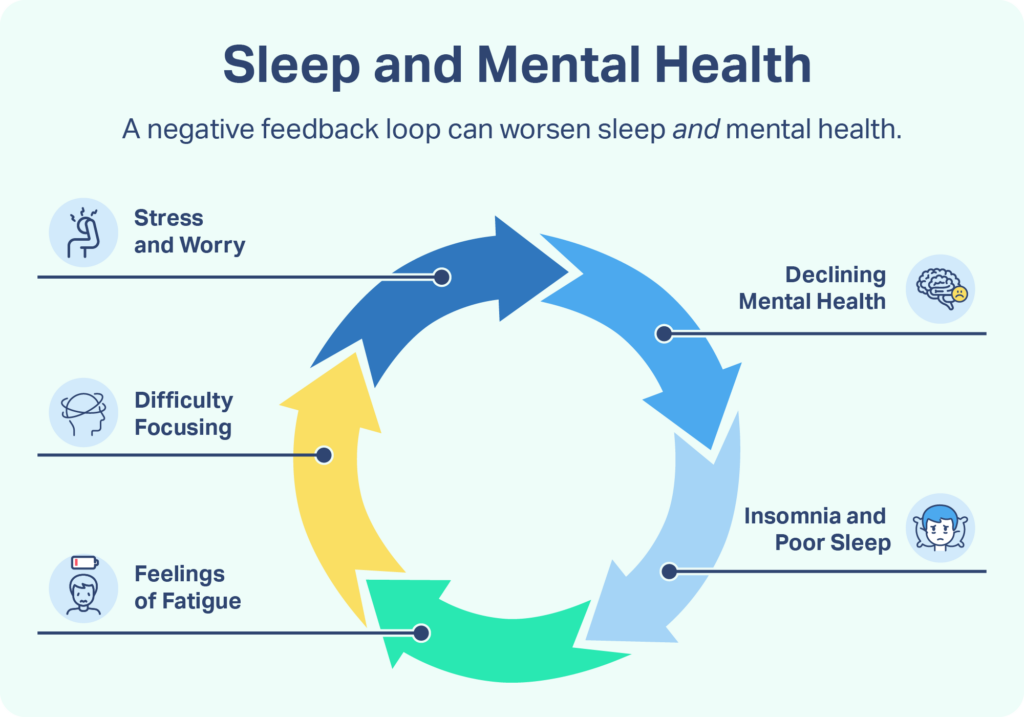 Sleep and Mental Health
A negative feedback loop can worsen sleep and mental health.
Stress
and Worry
Declining
Mental Health
Difficulty
Focusing
Insomnia and
Poor Sleep
Feelings
of Fatigue